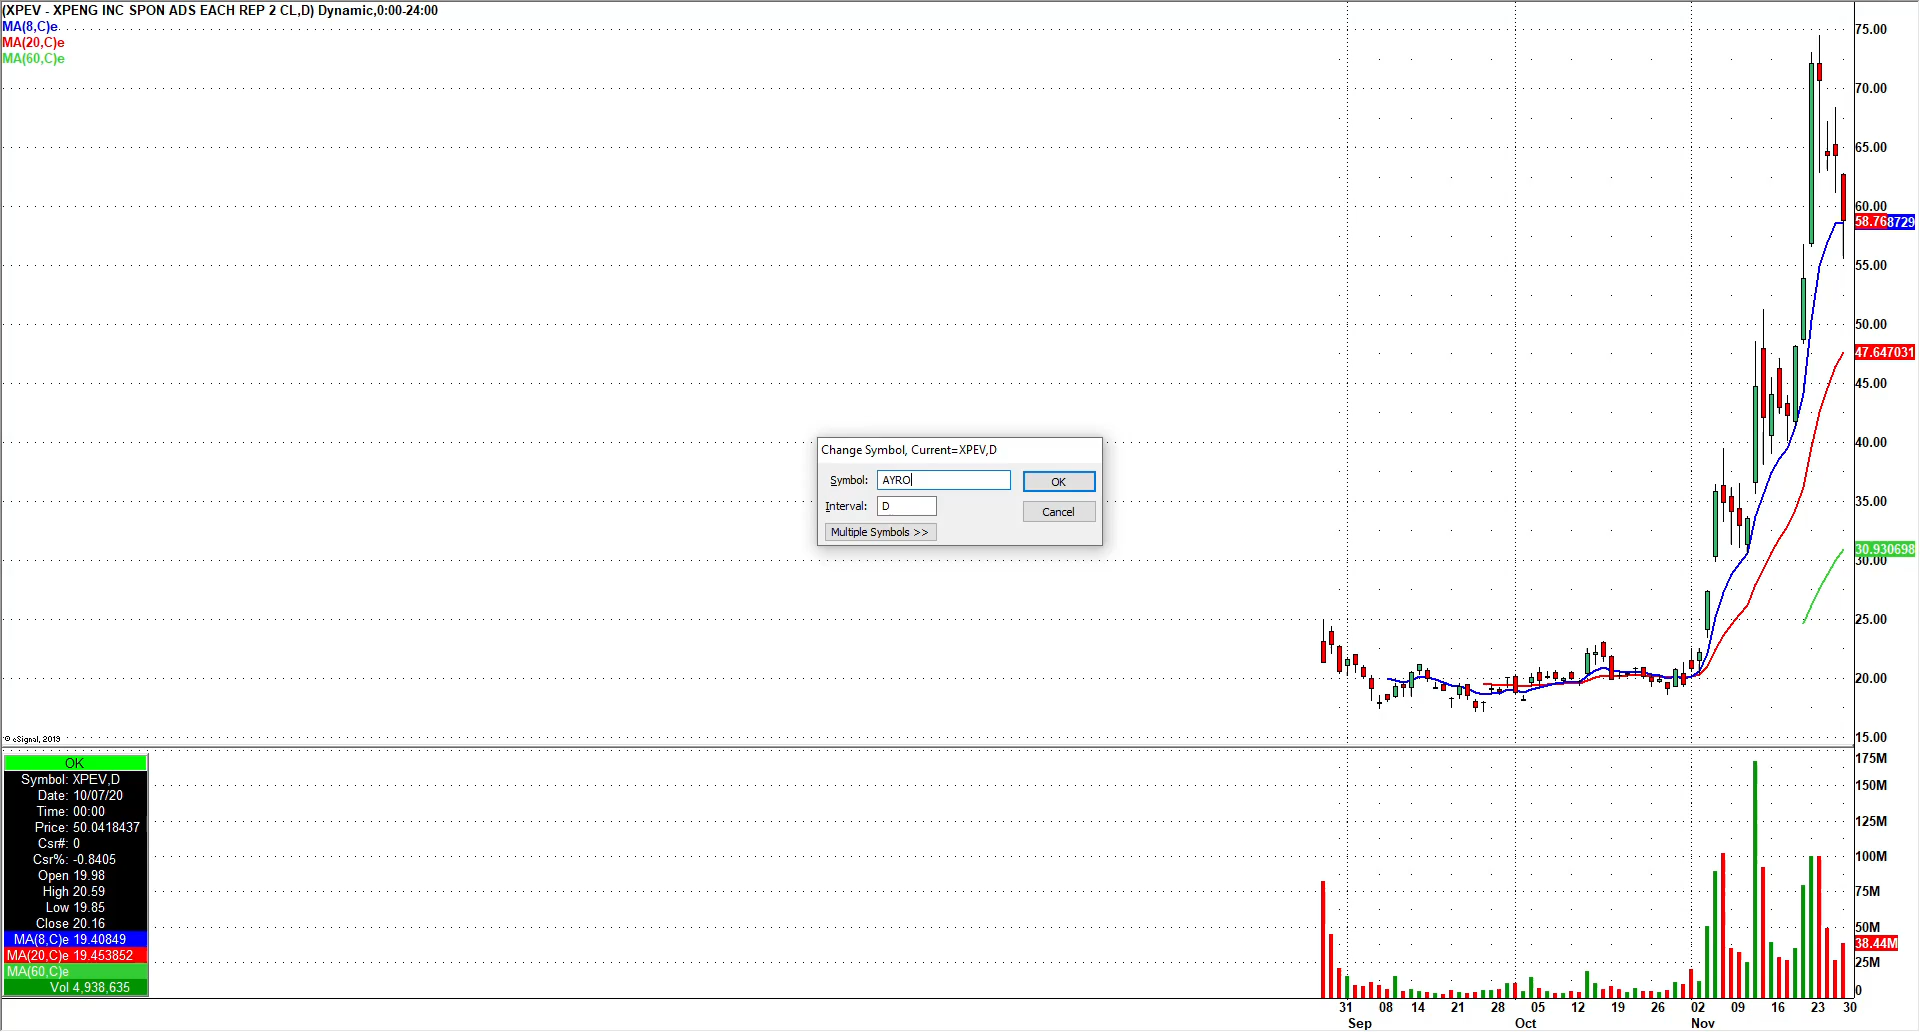 (XPEV - XPENG INC SPON ADS EACH REP 2 CL,D) Dynamic,0:00-24:00
MA(8,C)e
MA(20,C)e
MA(60,C)e
75.00
70.00
65.00
60.00
58.768729
55.00
50.00
47.647031
45.00
40.00
35.00
30.930698
30.00
25.00
20.00
15.00
Change Symbol, Current=XPEV,D
Symbol: AYRO OK
Interval: D Cancel
Multiple Symbols >>
© eSignal, 2019
175M
150M
125M
100M
75M
50M
38.44M
25M
0
OK
Symbol: XPEV,D
Date: 10/07/20
Time: 00:00
Price: 50.0418437
Csr#: 0
Csr%: -0.8405
Open 19.98
High 20.59
Low 19.85
Close 20.16
MA(8,C)e 19.40849
MA(20,C)e 19.453852
MA(60,C)e
Vol 4,938,635
31 08 14 21 28 05 12 19 26 02 09 16 23 30
Sep Oct Nov